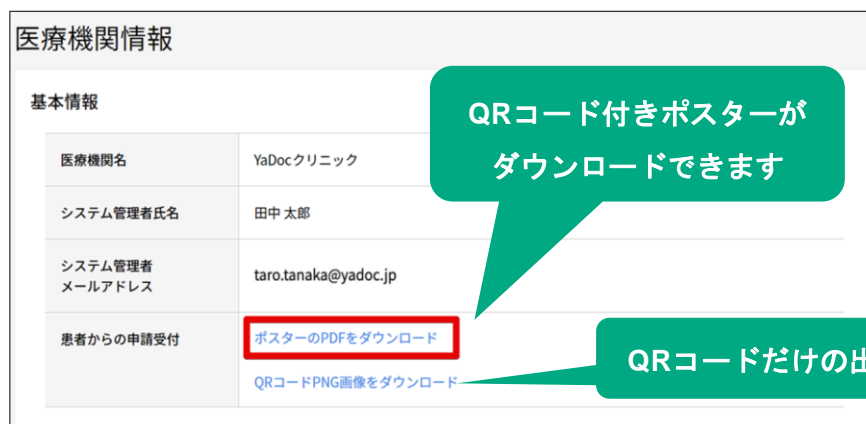 医療機関情報
基本情報
QRコード付きポスターが
ダウンロードできます
医療機関名
YaDocクリニック
システム管理者氏名
田中 太郎
システム管理者
メールアドレス
taro.tanaka@yadoc.jp
患者からの申請受付
ポスターのPDFをダウンロード
QRコードPNG画像をダウンロード
QRコードだけの出